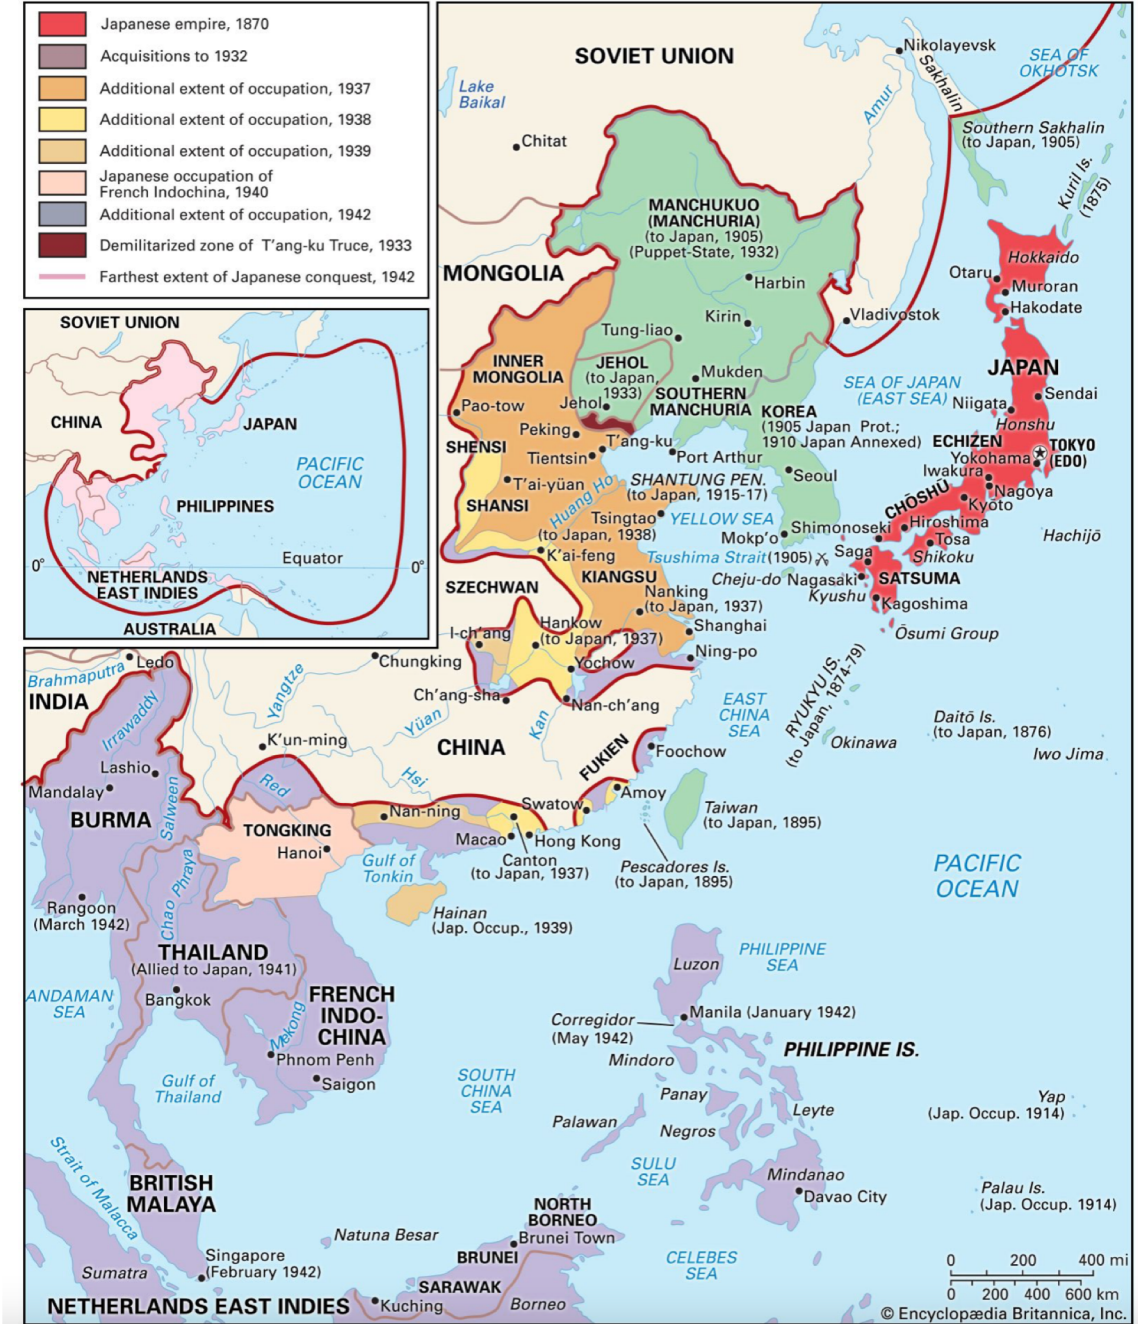 Japanese empire, 1870
Acquisitions to 1932
Additional extent of occupation, 1937
Additional extent of occupation, 1938
Additional extent of occupation, 1939
Japanese occupation of
French Indochina, 1940
Additional extent of occupation, 1942
Demilitarized zone of T'ang-ku Truce, 1933
Farthest extent of Japanese conquest, 1942
SOVIET UNION
CHINA
JAPAN
PACIFIC
OCEAN
PHILIPPINES
Equator
0°
0°
NETHERLANDS
EAST INDIES
AUSTRALIA
SOVIET UNION
Nikolayevsk
SEA OF
OKHOTSK
Sakhalin
Lake
Baikal
Amur
Chitat
Southern Sakhalin
(to Japan, 1905)
Kuril Is.
(1875)
MANCHUKUO
(MANCHURIA)
(to Japan, 1905)
(Puppet-State, 1932)
MONGOLIA
Harbin
Hokkaido
Otaru
Muroran
Hakodate
Kirin
Vladivostok
Tung-liao
INNER
MONGOLIA
JEHOL
(to Japan,
1933)
Jehol
Mukden
SOUTHERN
MANCHURIA
JAPAN
SEA OF JAPAN
(EAST SEA)
Sendai
Niigata
Honshu
Pao-tow
KOREA
(1905 Japan Prot.;
1910 Japan Annexed)
Peking
T'ang-ku
Tientsin
Port Arthur
ECHIZEN
TOKYO
(EDO)
Yokohama
Iwakura
Nagoya
Kyoto
SHENSI
T'ai-yüan
SHANSI
Huang Ho
SHANTUNG PEN.
(to Japan, 1915-17)
Seoul
CHŌSHŪ
Tsingtao
(to Japan, 1938)
YELLOW SEA
Mokp'o
Shimonoseki
Hiroshima
Tosa
Shikoku
Hachijō
K'ai-feng
Tsushima Strait (1905)
Saga
Cheju-do
Nagasaki
SATSUMA
Kyushu
Kagoshima
SZECHWAN
KIANGSU
Nanking
(to Japan, 1937)
I-ch'ang
Hankow
(to Japan, 1937)
Shanghai
Ōsumi Group
Yochow
Ning-po
Brahmaputra
Ledo
Chungking
INDIA
Irrawaddy
Yangtze
Ch'ang-sha
Nan-ch'ang
Yüan
Kan
EAST
CHINA
SEA
RYUKYU IS.
(to Japan, 1874-79)
Daitō Is.
(to Japan, 1876)
Okinawa
Iwo Jima
K'un-ming
CHINA
FUKIEN
Foochow
Lashio
Mandalay
Salween
Red
Hsi
BURMA
Nan-ning
Swatow
Amoy
Taiwan
(to Japan, 1895)
TONGKING
Hanoi
Macao
Hong Kong
Canton
(to Japan, 1937)
Gulf of
Tonkin
Pescadores Is.
(to Japan, 1895)
PACIFIC
OCEAN
Chao Phraya
Rangoon
(March 1942)
Hainan
(Jap. Occup., 1939)
THAILAND
(Allied to Japan, 1941)
Bangkok
ANDAMAN
SEA
FRENCH
INDO-
CHINA
Mekong
Phnom Penh
Saigon
Luzon
PHILIPPINE
SEA
Corregidor
(May 1942)
Manila (January 1942)
Mindoro
PHILIPPINE IS.
Gulf of
Thailand
SOUTH
CHINA
SEA
Panay
Leyte
Palawan
Negros
Yap
(Jap. Occup. 1914)
SULU
SEA
Mindanao
Davao City
Palau Is.
(Jap. Occup. 1914)
Strait of Malacca
BRITISH
MALAYA
NORTH
BORNEO
Natuna Besar
Brunei Town
BRUNEI
Singapore
(February 1942)
Sumatra
CELEBES
SEA
SARAWAK
NETHERLANDS EAST INDIES
Kuching
Borneo
0 200 400 mi
0 200 400 600 km
© Encyclopædia Britannica, Inc.